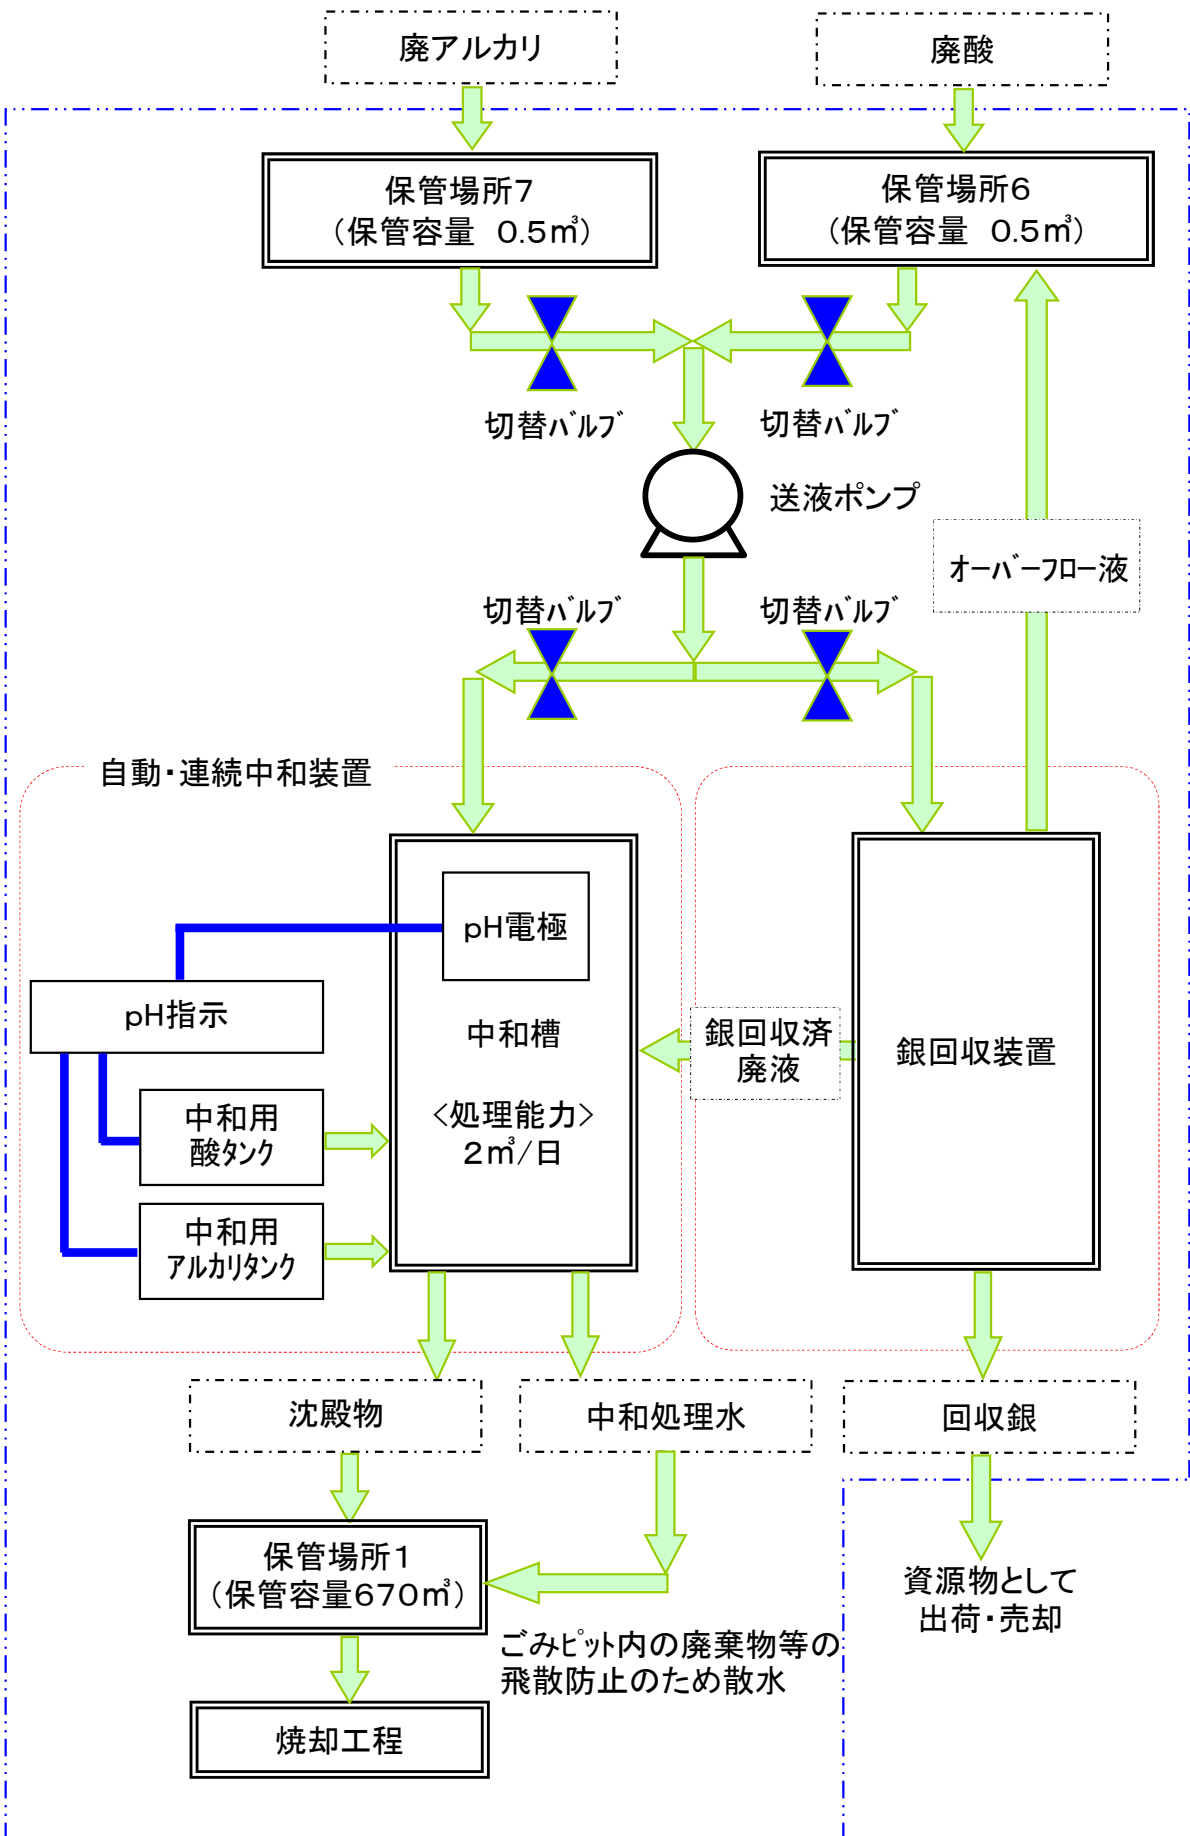 廃アルカリ
廃酸
保管場所7
（保管容量　0.5㎥）
保管場所6
（保管容量　0.5㎥）
切替ﾊﾞﾙﾌﾞ
切替ﾊﾞﾙﾌﾞ
送液ポンプ
オーバーフロー液
切替ﾊﾞﾙﾌﾞ
切替ﾊﾞﾙﾌﾞ
自動・連続中和装置
pH電極
pH指示
中和槽
銀回収済
廃液
銀回収装置
<処理能力>
2㎥/日
中和用
酸タンク
中和用
アルカリタンク
沈殿物
中和処理水
回収銀
保管場所1
（保管容量670㎥）
資源物として
出荷・売却
ごみピット内の廃棄物等の
飛散防止のため散水
焼却工程